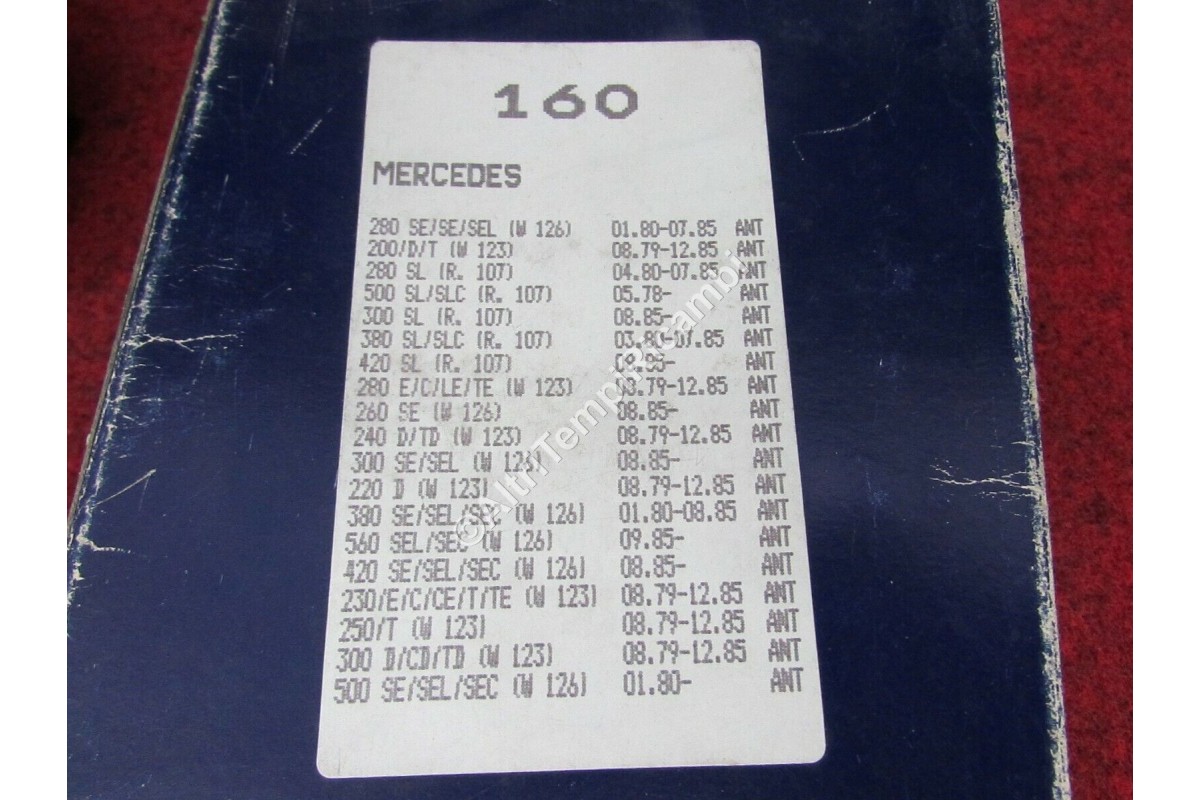 160
MERCEDES
280 SE/SE/SEL (W 126) 01.80-07.85 ANT
200/D/T (W 123) 08.79-12.85 ANT
280 SL (R. 107) 04.80-07.85 ANT
500 SL/SLC (R. 107) 05.78- ANT
300 SL (R. 107) 08.85- ANT
380 SL/SLC (R. 107) 03.80-07.85 ANT
420 SL (R. 107) ANT
280 E/C/LE/TE (W 123) 08.79-12.85 ANT
260 SE (W 126) 08.85- ANT
240 D/TD (W 123) 08.79-12.85 ANT
300 SE/SEL (W 126) 08.85- ANT
220 D (W 123) 08.79-12.85 ANT
380 SE/SEL/SEC (W 126) 01.80-08.85 ANT
560 SEL/SEC (W 126) 09.85- ANT
420 SE/SEL/SEC (W 126) 08.85- ANT
230/E/C/CE/T/TE (W 123) 08.79-12.85 ANT
250/T (W 123) 08.79-12.85 ANT
300 D/CD/TD (W 123) 08.79-12.85 ANT
500 SE/SEL/SEC (W 126) 01.80- ANT
©AltriTempiRicambi